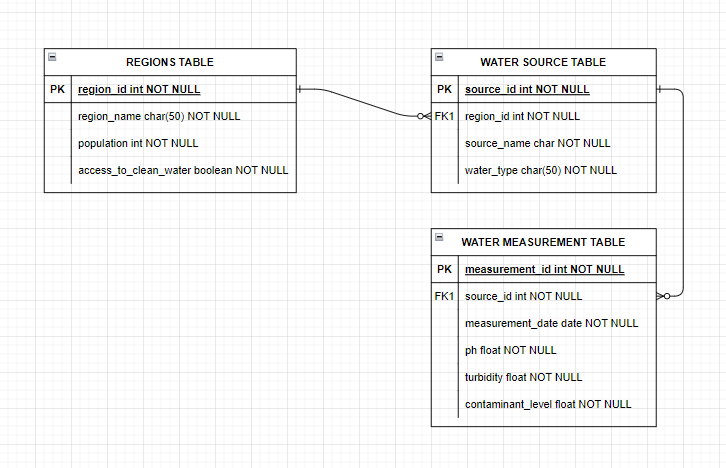 REGIONS TABLE
PK region_id int NOT NULL
region_name char(50) NOT NULL
population int NOT NULL
access_to_clean_water boolean NOT NULL
WATER SOURCE TABLE
PK source_id int NOT NULL
FK1 region_id int NOT NULL
source_name char NOT NULL
water_type char(50) NOT NULL
WATER MEASUREMENT TABLE
PK measurement_id int NOT NULL
FK1 source_id int NOT NULL
measurement_date date NOT NULL
ph float NOT NULL
turbidity float NOT NULL
contaminant_level float NOT NULL